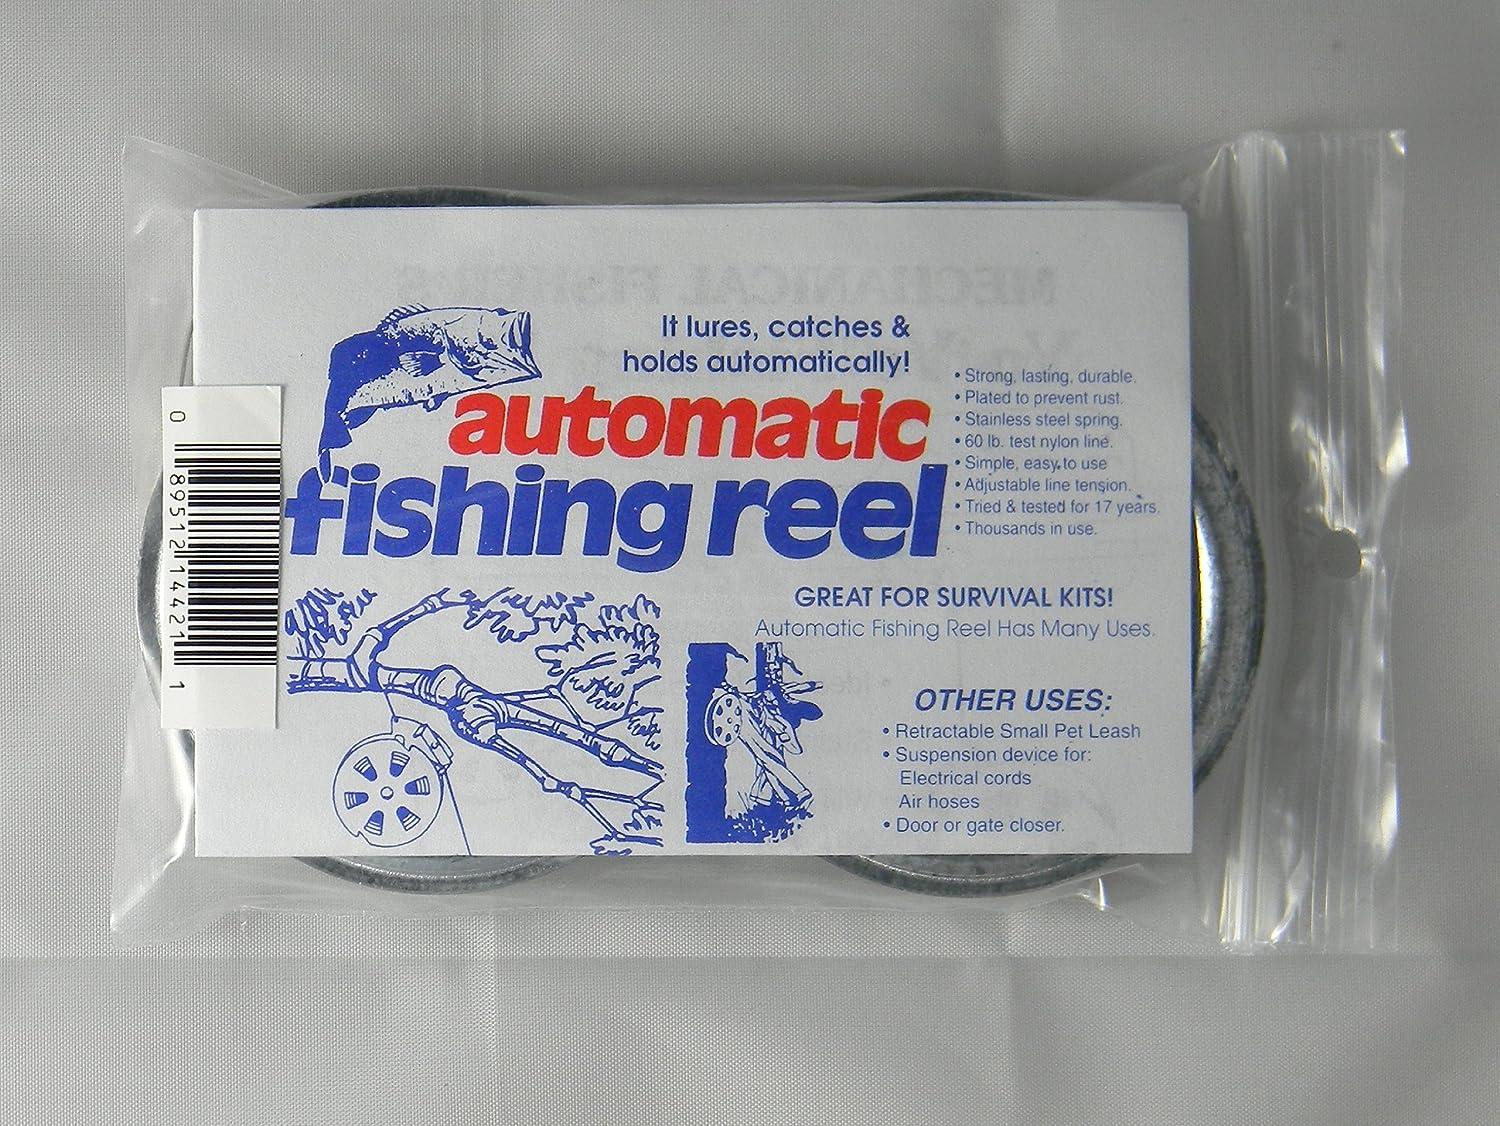 It lures, catches &
holds automatically!
automatic
fishing reel
• Strong, lasting, durable.
• Plated to prevent rust.
• Stainless steel spring.
• 60 lb. test nylon line.
• Simple, easy to use
• Adjustable line tension.
• Tried & tested for 17 years.
• Thousands in use.
GREAT FOR SURVIVAL KITS!
Automatic Fishing Reel Has Many Uses.
OTHER USES:
• Retractable Small Pet Leash
• Suspension device for:
Electrical cords
Air hoses
• Door or gate closer.
0 89512 14421 1
MECHANICAL FISHERS